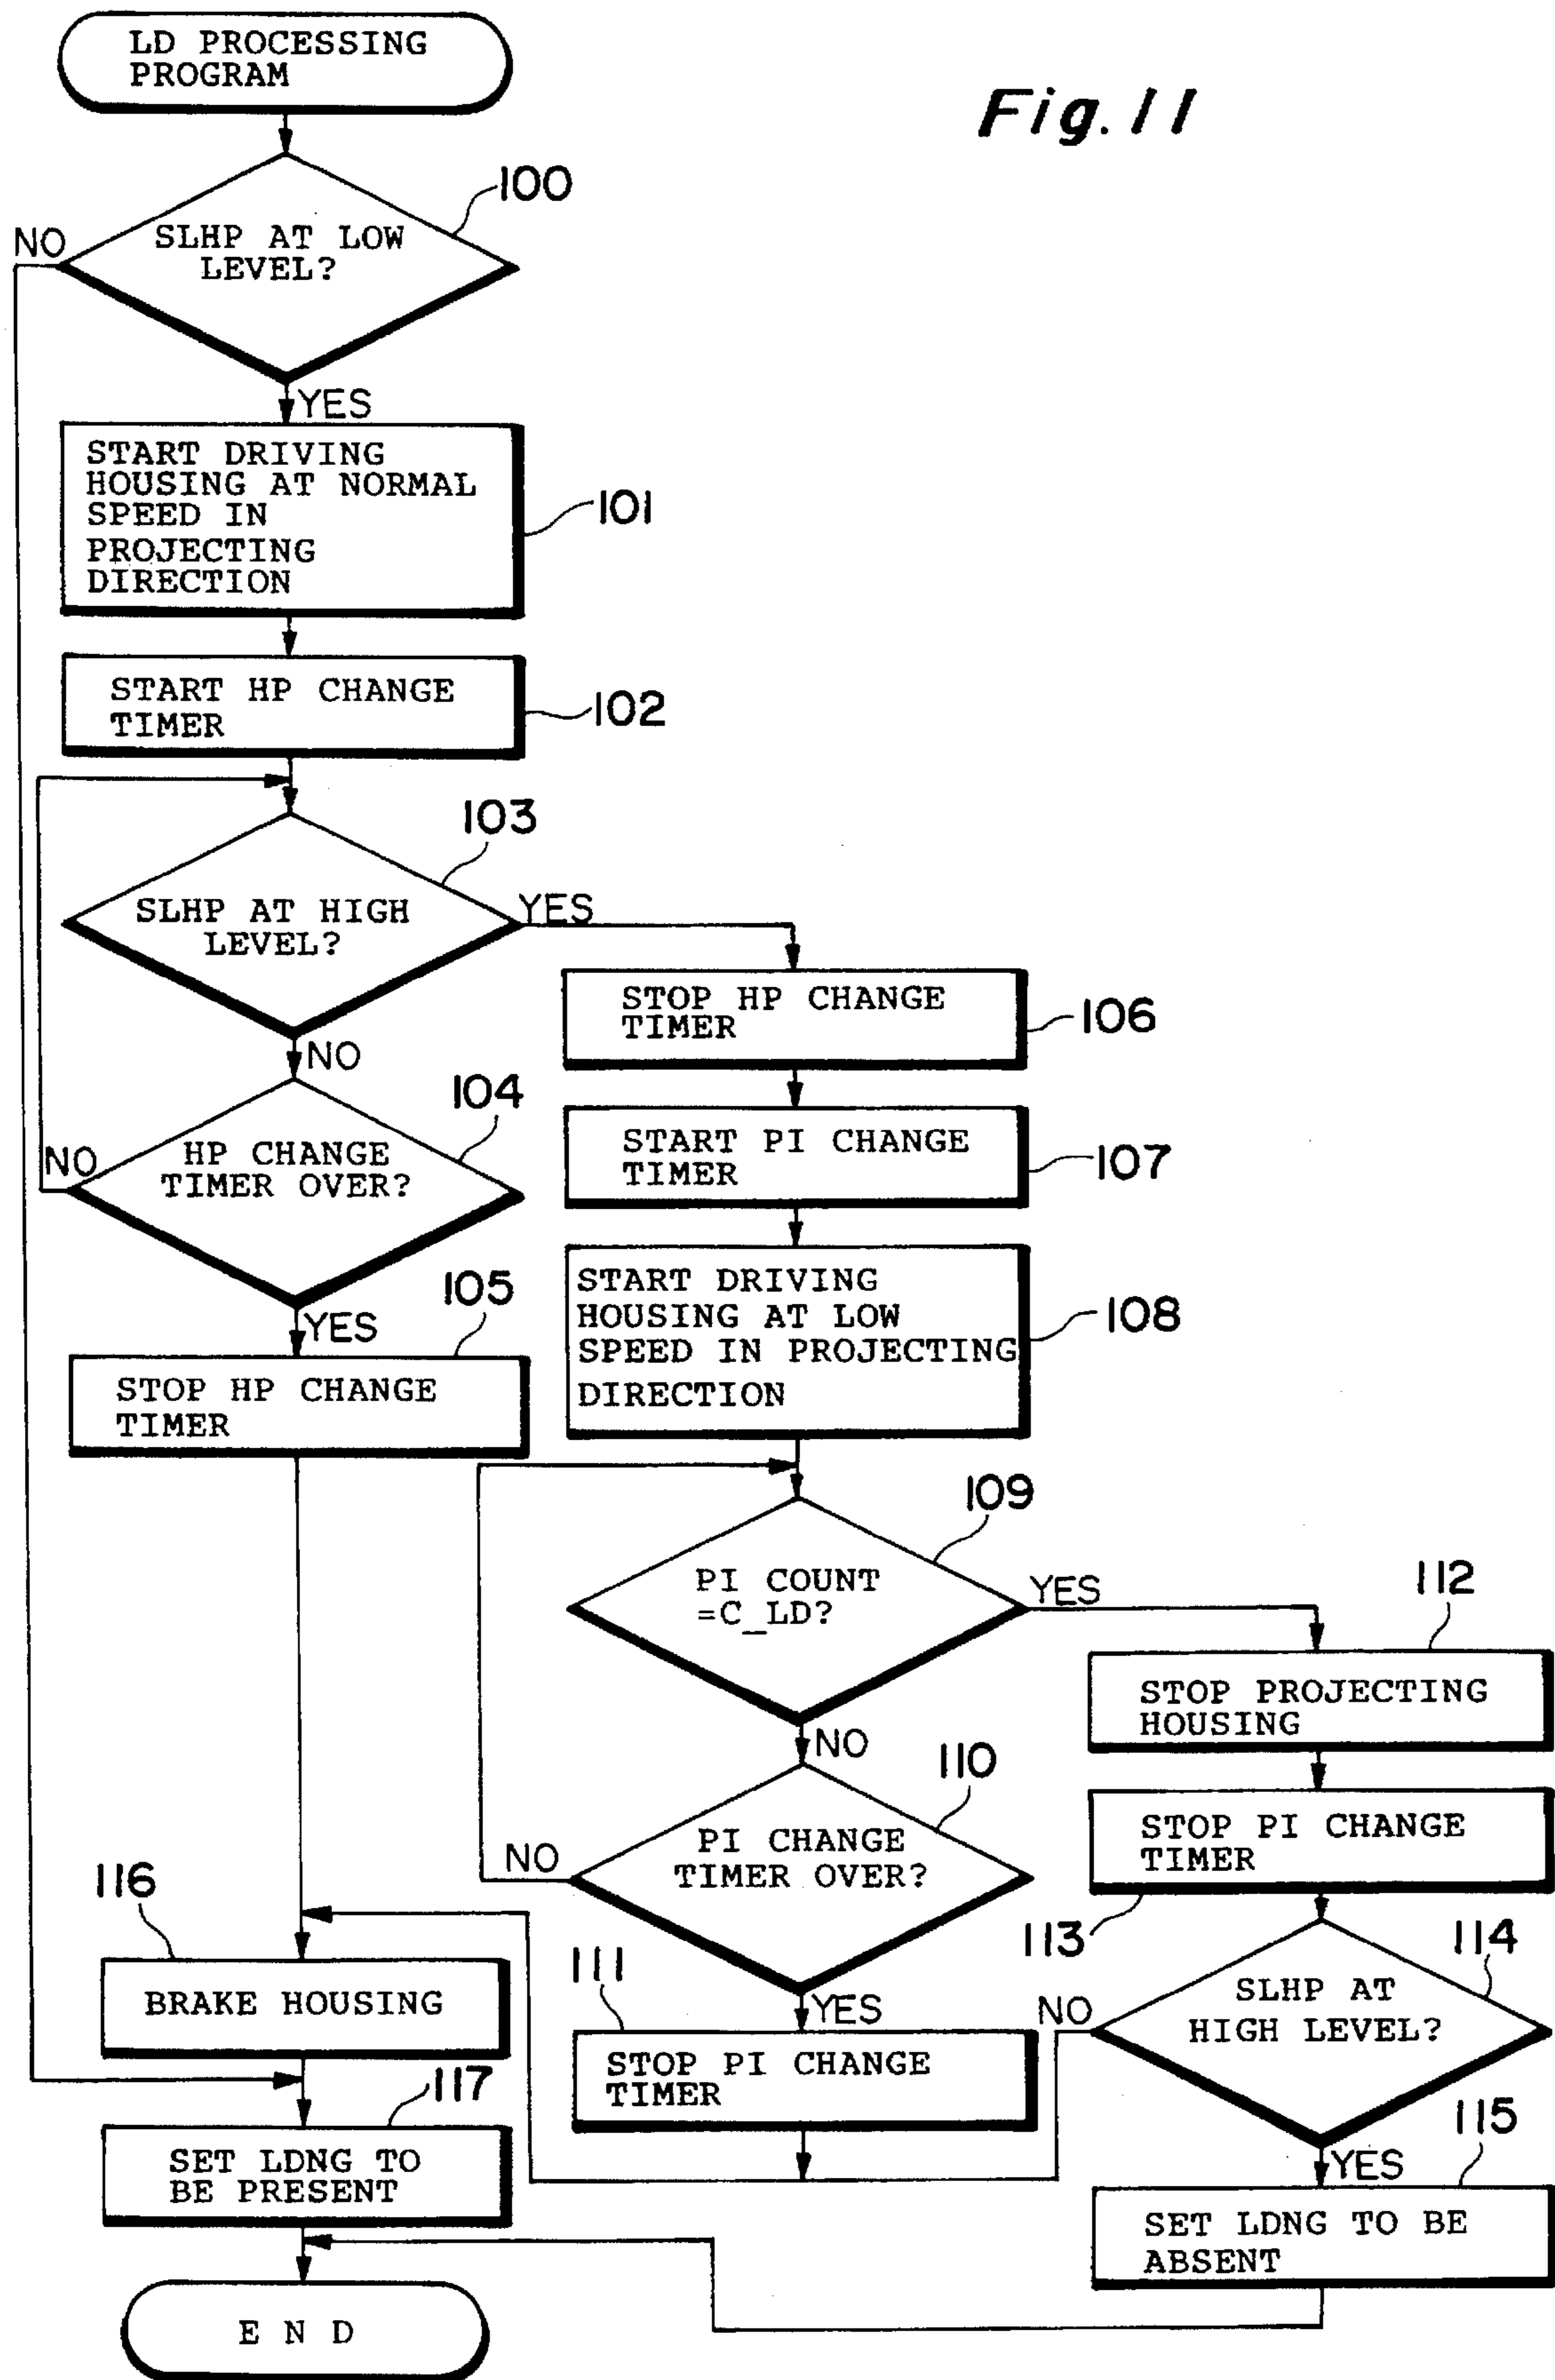 LD PROCESSING
PROGRAM
Fig. 11
100
NO
SLHP AT LOW
LEVEL?
YES
START DRIVING
HOUSING AT NORMAL
SPEED IN
PROJECTING
DIRECTION
101
START HP CHANGE
TIMER
102
103
SLHP AT HIGH
LEVEL?
YES
NO
104
NO
HP CHANGE
TIMER OVER?
YES
105
STOP HP CHANGE
TIMER
STOP HP CHANGE
TIMER
106
START PI CHANGE
TIMER
107
START DRIVING
HOUSING AT LOW
SPEED IN PROJECTING
DIRECTION
108
109
PI COUNT
=C_LD?
YES
NO
110
NO
PI CHANGE
TIMER OVER?
YES
111
STOP PI CHANGE
TIMER
112
STOP PROJECTING
HOUSING
STOP PI CHANGE
TIMER
113
114
NO
SLHP AT
HIGH LEVEL?
YES
115
SET LDNG TO BE
ABSENT
116
BRAKE HOUSING
117
SET LDNG TO
BE PRESENT
E N D